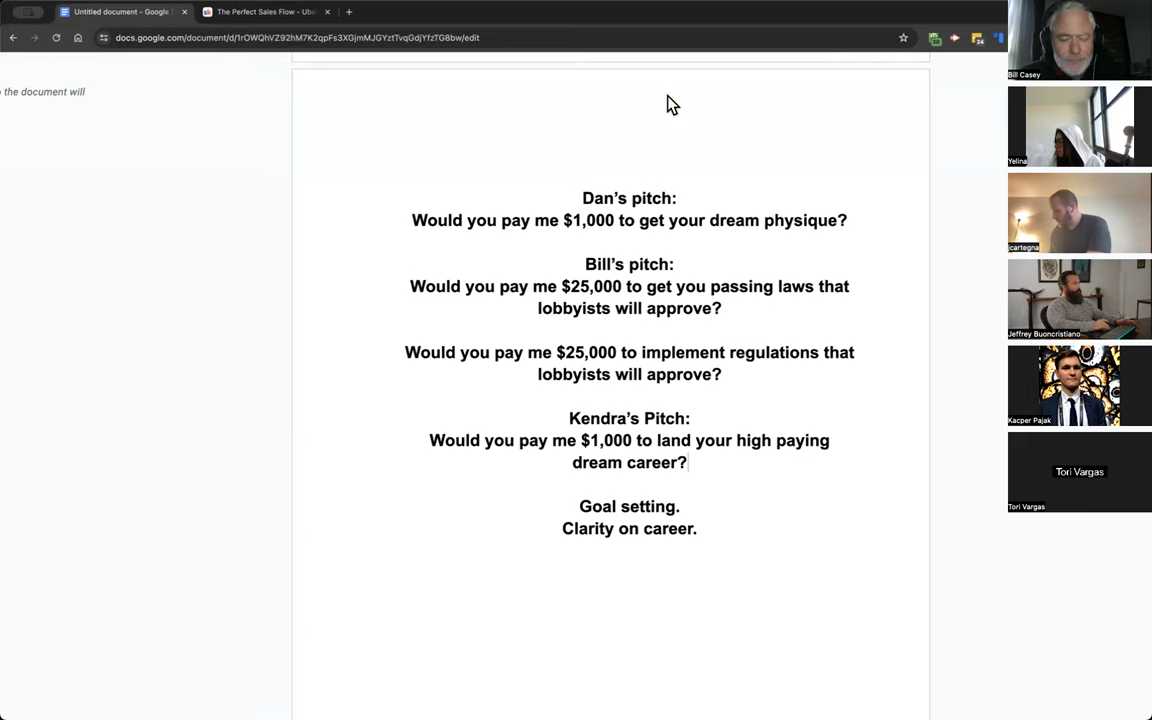 Untitled document - Google
The Perfect Sales Flow - Ube
docs.google.com/document/d/1rOWQhVZ92hM7K2qpFs3XGjmMJGYztTvqGdjYfzTG8bw/edit
24
o the document will
Dan's pitch:
Would you pay me $1,000 to get your dream physique?
Bill's pitch:
Would you pay me $25,000 to get you passing laws that
lobbyists will approve?
Would you pay me $25,000 to implement regulations that
lobbyists will approve?
Kendra's Pitch:
Would you pay me $1,000 to land your high paying
dream career?
Goal setting.
Clarity on career.
Bill Casey
Yelina
jcartegna
Jeffrey Buoncristiano
Kacper Pajak
Tori Vargas
Tori Vargas